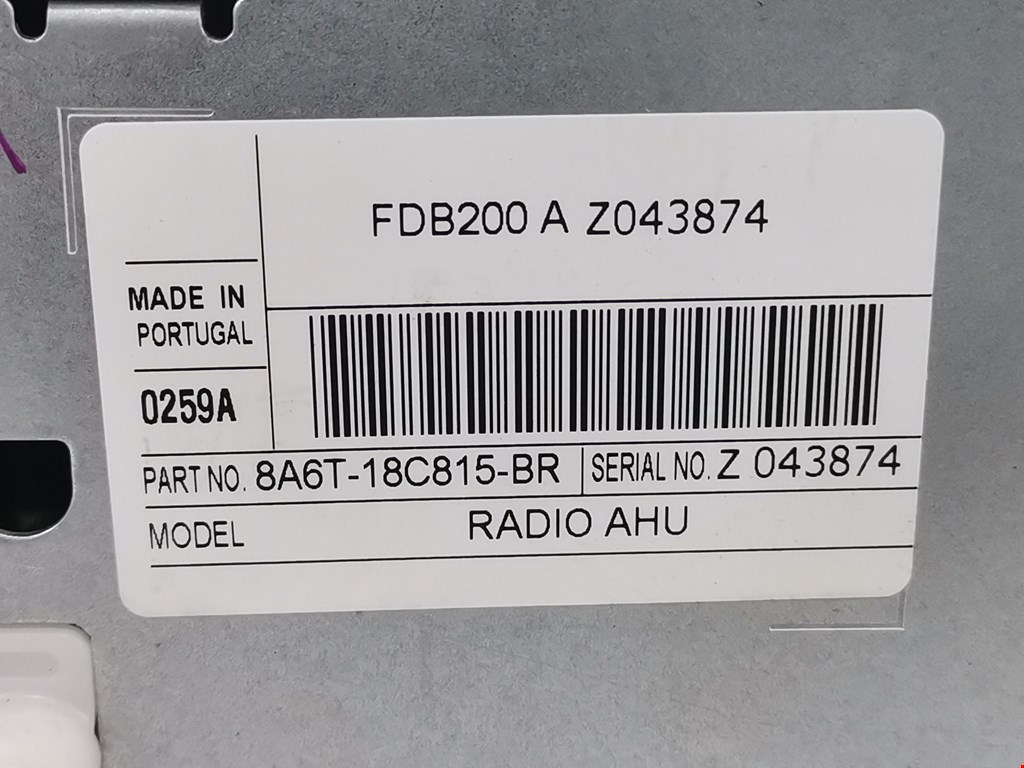 FDB200 A Z043874
MADE IN
PORTUGAL
0259A
PART NO. 8A6T-18C815-BR
SERIAL NO. Z 043874
MODEL RADIO AHU